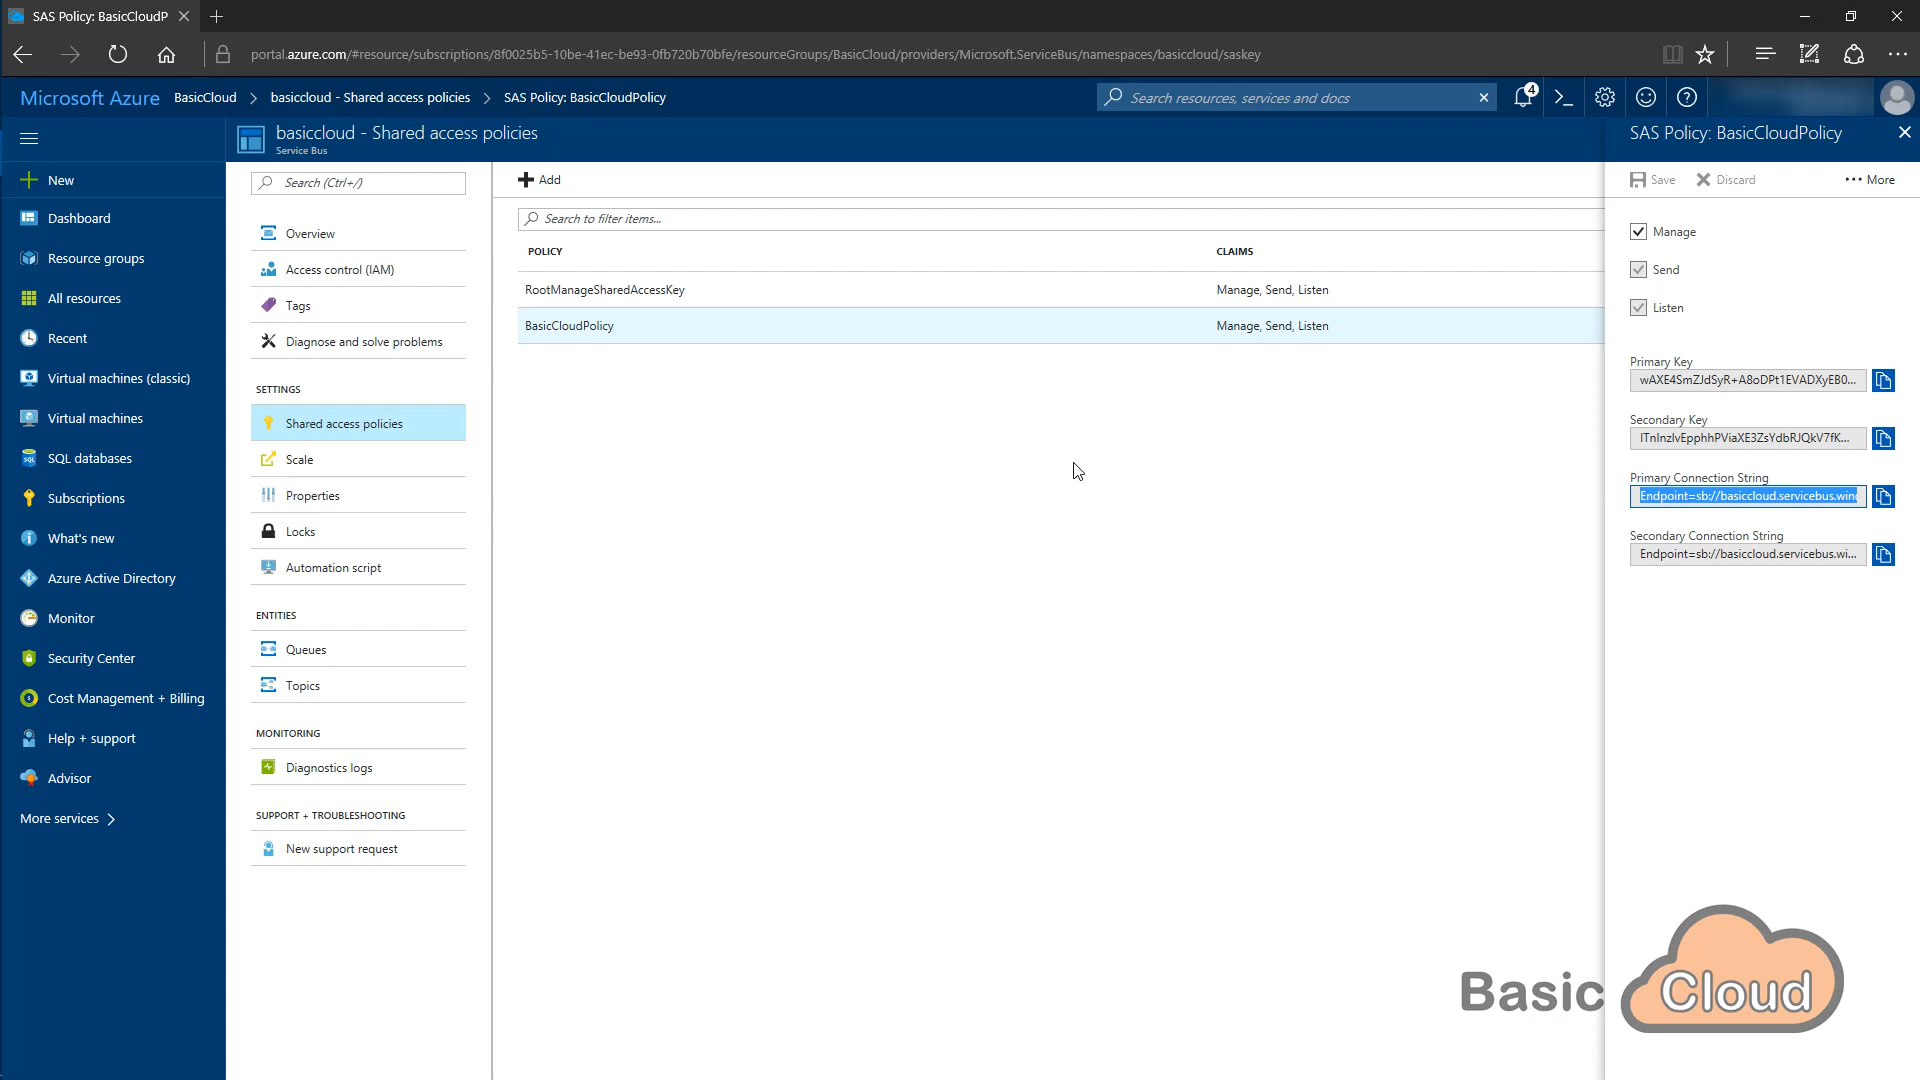 SAS Policy: BasicCloudP
portal.azure.com/#resource/subscriptions/8f0025b5-10be-41ec-be93-0fb720b70bfe/resourceGroups/BasicCloud/providers/Microsoft.ServiceBus/namespaces/basiccloud/saskey
Microsoft Azure BasicCloud > basiccloud - Shared access policies > SAS Policy: BasicCloudPolicy
Search resources, services and docs
4
basiccloud - Shared access policies
Service Bus
SAS Policy: BasicCloudPolicy
New
Dashboard
Resource groups
All resources
Recent
Virtual machines (classic)
Virtual machines
SQL databases
Subscriptions
What's new
Azure Active Directory
Monitor
Security Center
Cost Management + Billing
Help + support
Advisor
More services
Search (Ctrl+/)
Overview
Access control (IAM)
Tags
Diagnose and solve problems
SETTINGS
Shared access policies
Scale
Properties
Locks
Automation script
ENTITIES
Queues
Topics
MONITORING
Diagnostics logs
SUPPORT + TROUBLESHOOTING
New support request
Add
Search to filter items...
POLICY CLAIMS
RootManageSharedAccessKey Manage, Send, Listen
BasicCloudPolicy Manage, Send, Listen
Save Discard ••• More
Manage
Send
Listen
Primary Key
wAXE4SmZJdSyR+A8oDPt1EVADXyEB0...
Secondary Key
ITnInzlvEpphhPViaXE3ZsYdbRJQkV7fK...
Primary Connection String
Endpoint=sb://basiccloud.servicebus.wind
Secondary Connection String
Endpoint=sb://basiccloud.servicebus.wi...
Basic Cloud